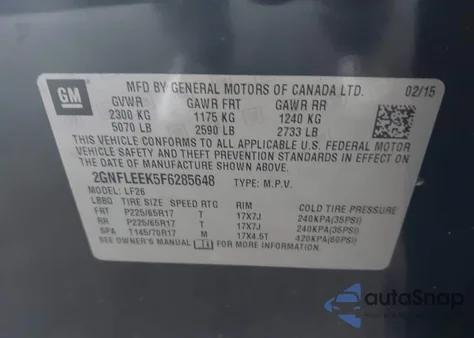 GM
MFD BY GENERAL MOTORS OF CANADA LTD. 02/15
GVWR GAWR FRT GAWR RR
2300 KG 1175 KG 1240 KG
5070 LB 2590 LB 2733 LB
THIS VEHICLE CONFORMS TO ALL APPLICABLE U.S. FEDERAL MOTOR
VEHICLE SAFETY AND THEFT PREVENTION STANDARDS IN EFFECT ON THE
DATE OF MANUFACTURE SHOWN ABOVE.
2GNFLEEK5F6285648 TYPE: M.P.V.
MODEL: LF26
LBBQ TIRE SIZE SPEED RTG RIM COLD TIRE PRESSURE
FRT P225/65R17 T 17X7J 240KPA(35PSI)
RR P225/65R17 T 17X7J 240KPA(35PSI)
SPA T145/70R17 M 17X4.5T 420KPA(60PSI)
SEE OWNER'S MANUAL
autoSnap